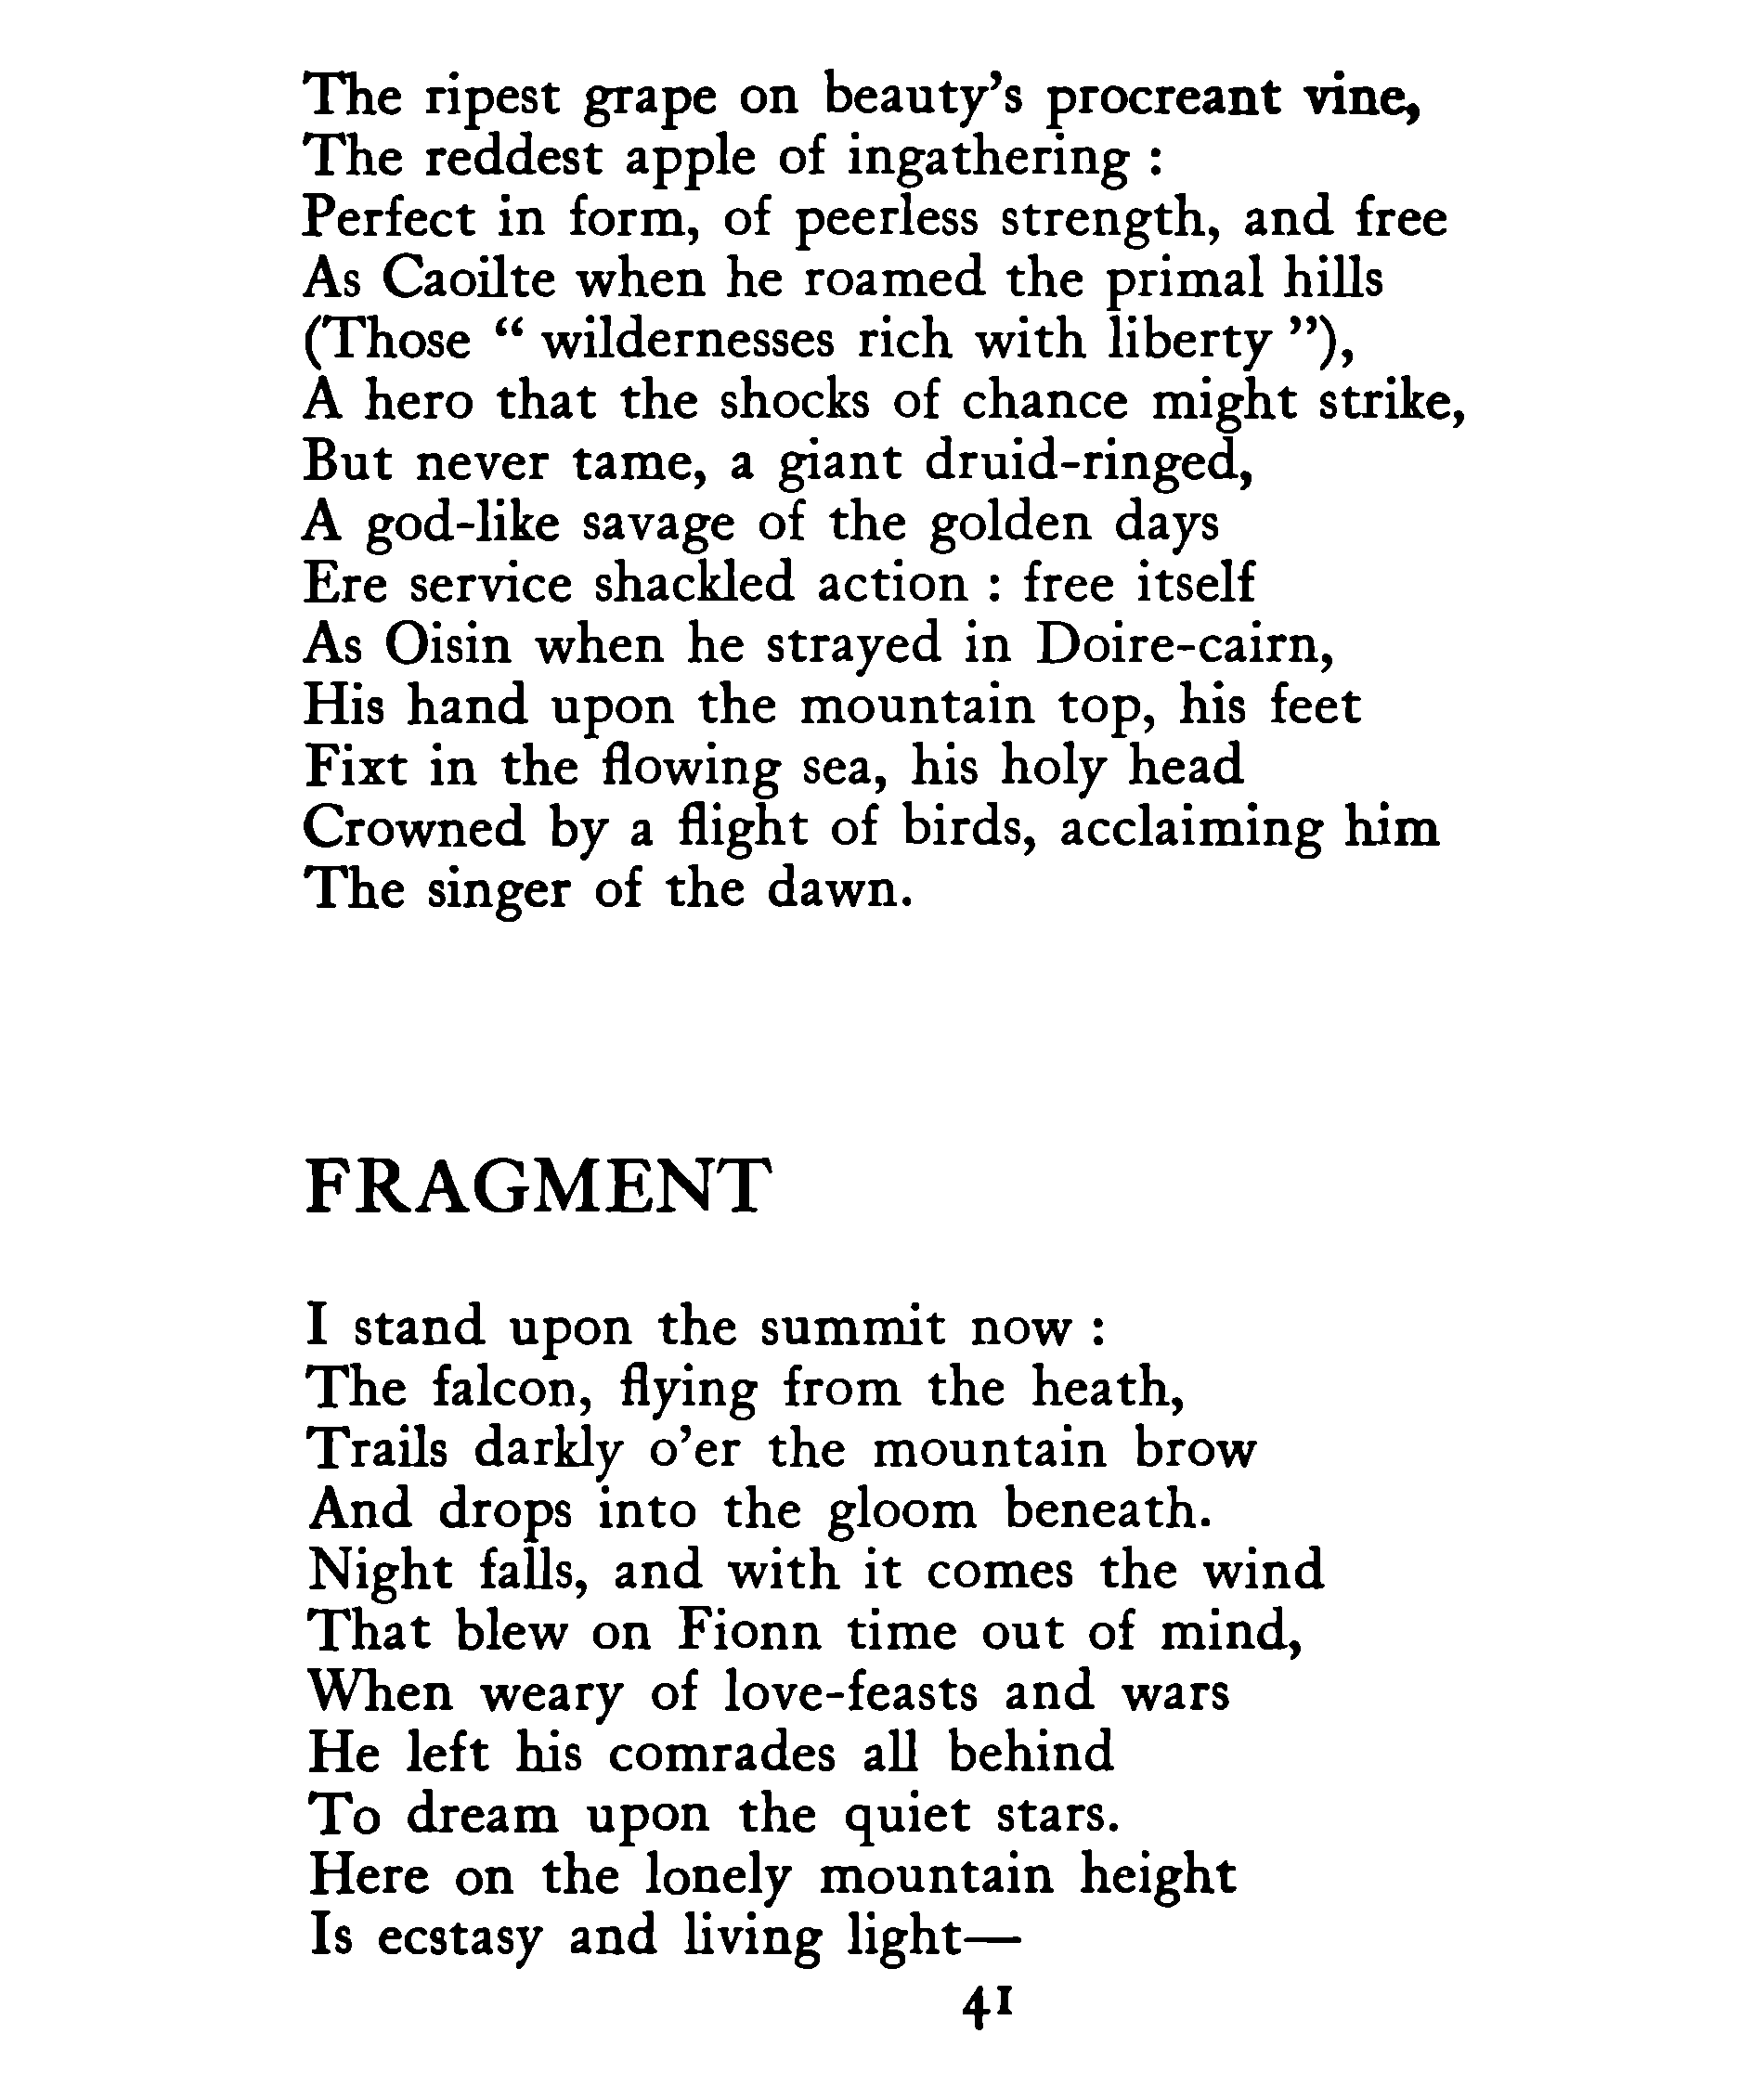 The ripest grape on beauty’s procreant vine,
The reddest apple of ingathering :
Perfect in form, of peerless strength, and free
As Caoilte when he roamed the primal hills
(Those “ wildernesses rich with liberty ”),
A hero that the shocks of chance might strike,
But never tame, a giant druid-ringed,
A god-like savage of the golden days
Ere service shackled action : free itself
As Oisin when he strayed in Doire-cairn,
His hand upon the mountain top, his feet
Fixt in the flowing sea, his holy head
Crowned by a flight of birds, acclaiming him
The singer of the dawn.
FRAGMENT
I stand upon the summit now :
The falcon, flying from the heath,
Trails darkly o’er the mountain brow
And drops into the gloom beneath.
Night falls, and with it comes the wind
That blew on Fionn time out of mind,
When weary of love-feasts and wars
He left his comrades all behind
To dream upon the quiet stars.
Here on the lonely mountain height
Is ecstasy and living light—
41